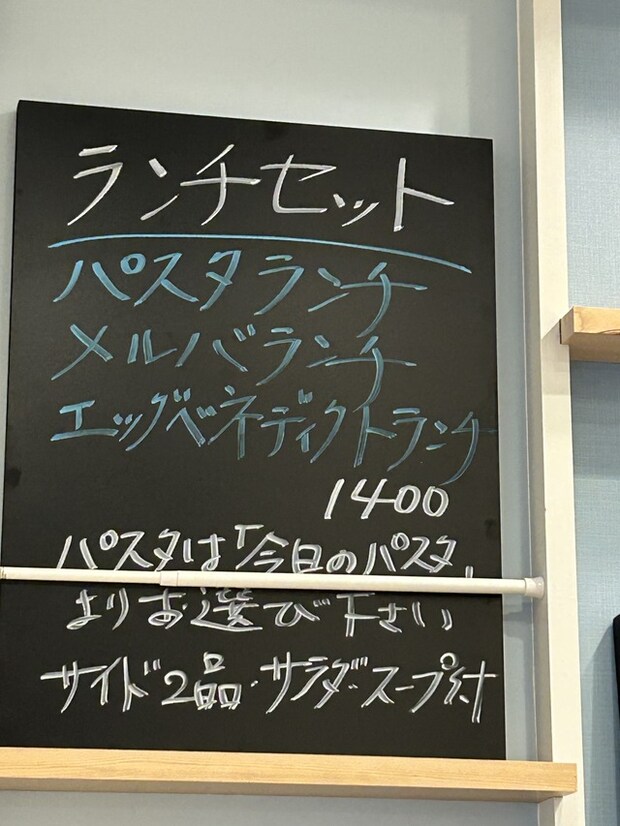 ランチセット
パスタランチ
メルバランチ
エッグベネディクトランチ
1400
パスタは「今日のパスタ」
よりお選び下さい
サイド2品・サラダ・スープ付